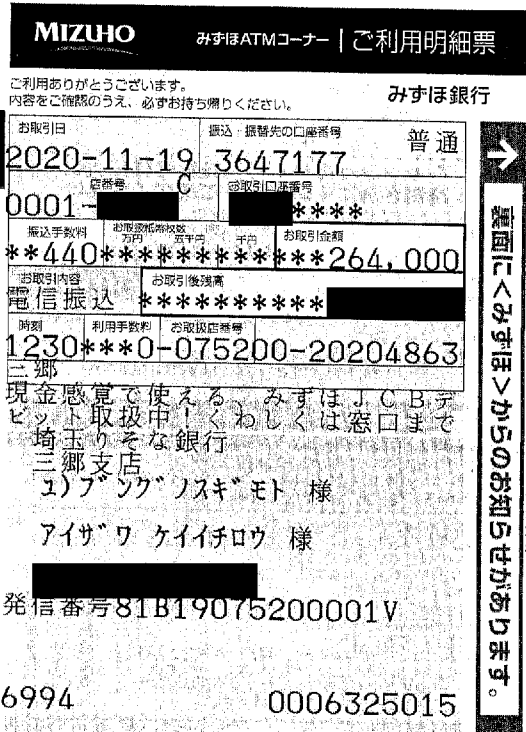 MIZUHO みずほATMコーナー | ご利用明細票
ご利用ありがとうございます。
内容をご確認のうえ、必ずお持ち帰りください。
みずほ銀行
お取引日 振込・振替先の口座番号 普通
2020-11-19 3647177
店番号 C お取引口座番号
0001- ****
振込手数料 お取扱紙幣枚数 万円 五千円 千円 お取引金額
**440************264,000
お取引内容 お取引後残高
電信振込 **********
時刻 利用手数料 お取扱店番号
1230***0-075200-20204863
三郷
現金感覚で使える、みずほJCBデ
ビット取扱中!くわしくは窓口まで
埼玉りそな銀行
三郷支店
ユ)ブングノスギモト 様
アイザワ ケイイチロウ 様
発信番号81B19075200001V
6994 0006325015
裏面に<みずほ>からのお知らせがあります。